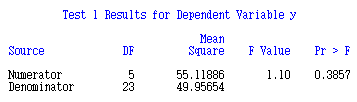 Test 1 Results for Dependent Variable y
Mean
Source DF Square F Value Pr > F
Numerator 5 55.11886 1.10 0.3857
Denominator 23 49.95654